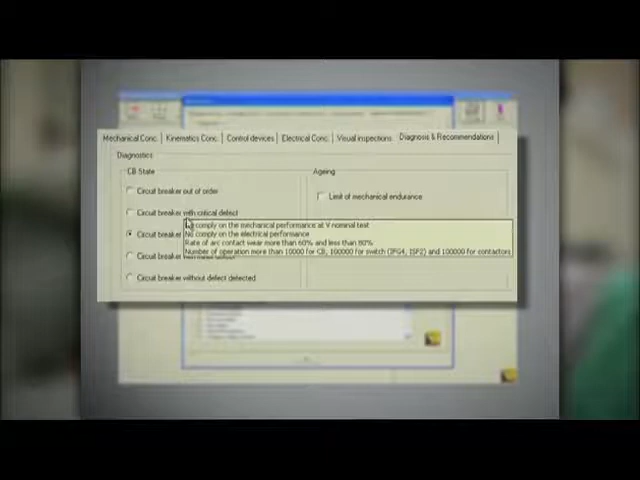 Mechanical Conc.
Kinematics Conc.
Control devices
Electrical Conc.
Visual inspections
Diagnosis & Recommendations
Diagnostics
CB State
Ageing
Circuit breaker out of order
Limit of mechanical endurance
Circuit breaker with critical defect
comply on the mechanical performance at V nominal test
Circuit breaker
No comply on the electrical performance
Rate of arc contact wear more than 60% and less than 80%
Circuit breaker
Number of operation more than 10000 for CB, 100000 for switch (IFG4, ISF2) and 100000 for contactors
Circuit breaker without defect detected